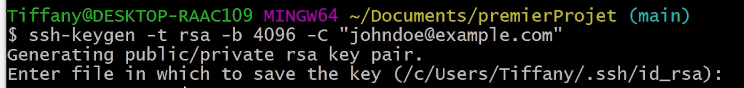 Tiffany@DESKTOP-RAAC109 MINGW64 ~/Documents/premierProjet (main)
$ ssh-keygen -t rsa -b 4096 -C "johndoe@example.com"
Generating public/private rsa key pair.
Enter file in which to save the key (/c/Users/Tiffany/.ssh/id_rsa):